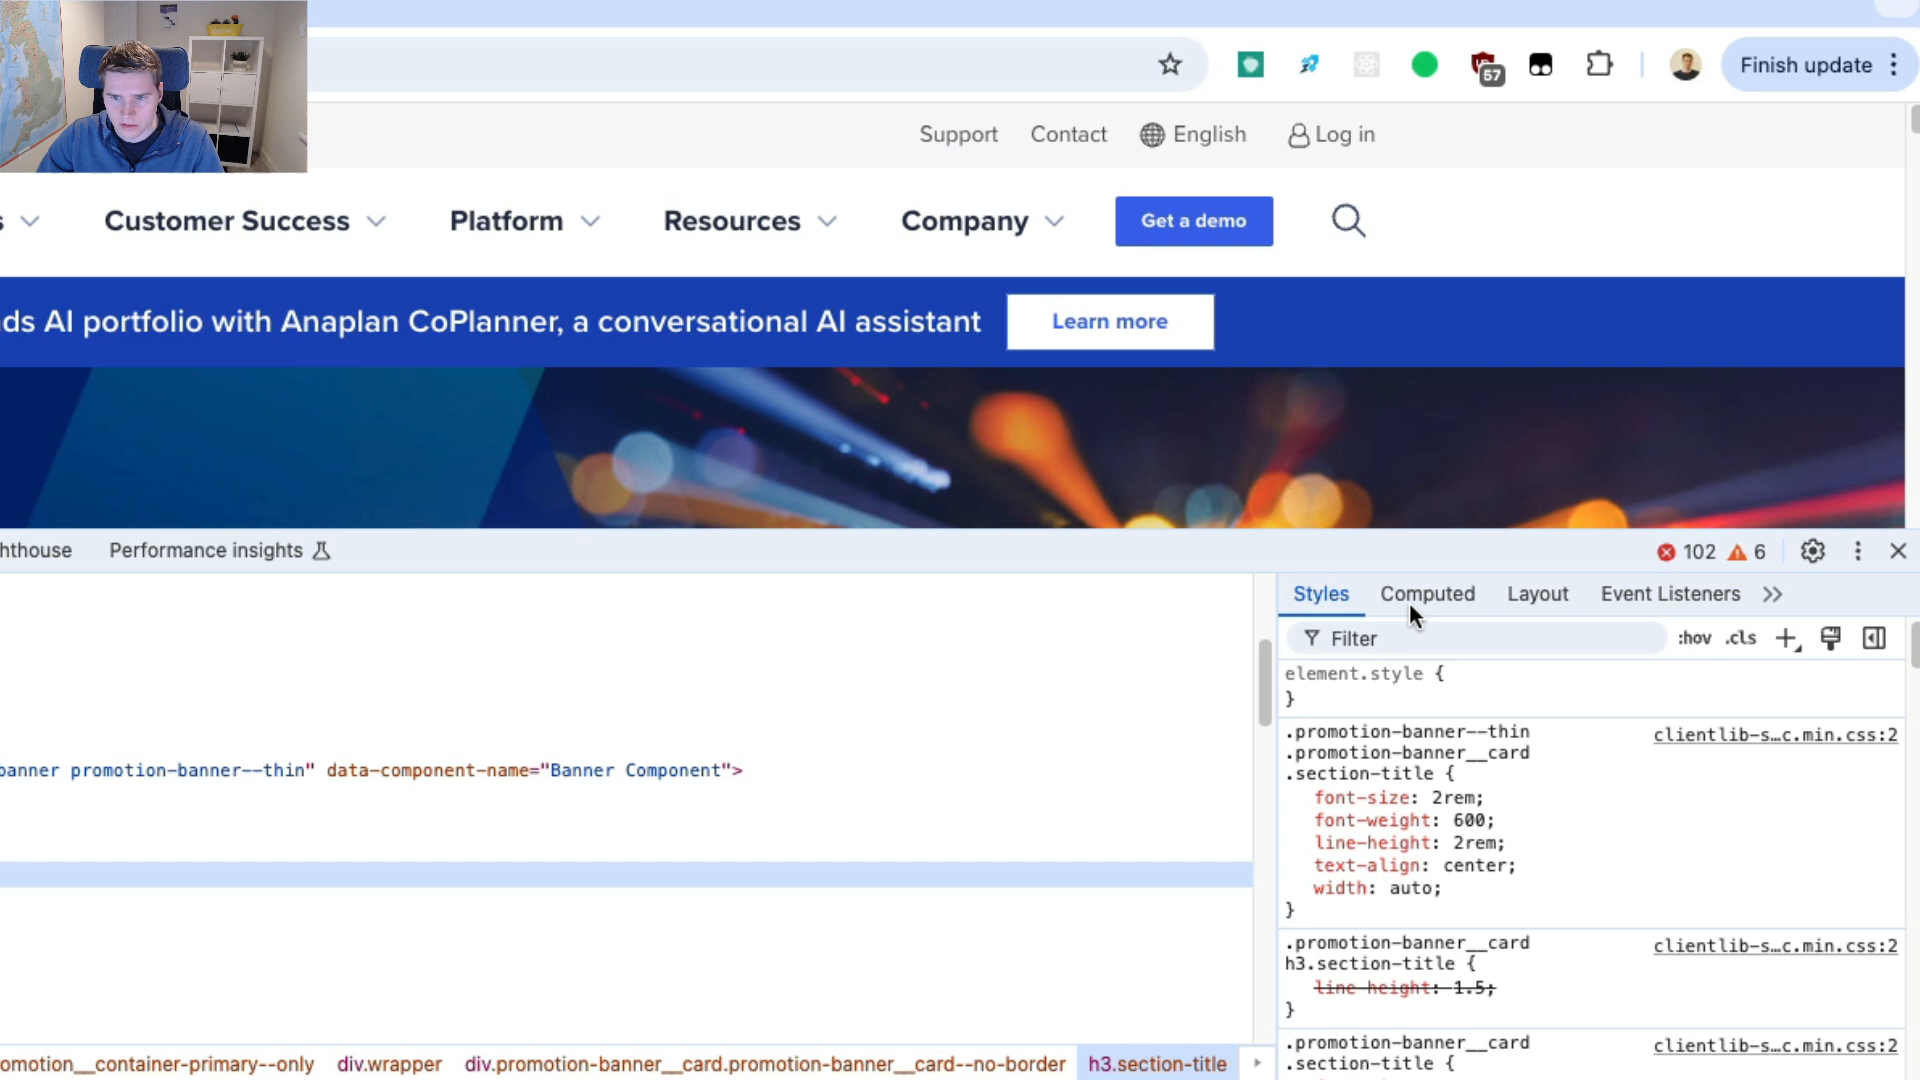 57
Finish update
Support Contact English Log in
s Customer Success Platform Resources Company Get a demo
ds AI portfolio with Anaplan CoPlanner, a conversational AI assistant Learn more
hthouse Performance insights 102 6
Styles Computed Layout Event Listeners
Filter :hov .cls
element.style {
}
.promotion-banner--thin clientlib-s…c.min.css:2
.promotion-banner__card
.section-title {
font-size: 2rem;
font-weight: 600;
line-height: 2rem;
text-align: center;
width: auto;
}
.promotion-banner__card clientlib-s…c.min.css:2
h3.section-title {
line-height: 1.5;
}
.promotion-banner__card clientlib-s…c.min.css:2
.section-title {
banner promotion-banner--thin" data-component-name="Banner Component">
omotion__container-primary--only div.wrapper div.promotion-banner__card.promotion-banner__card--no-border h3.section-title